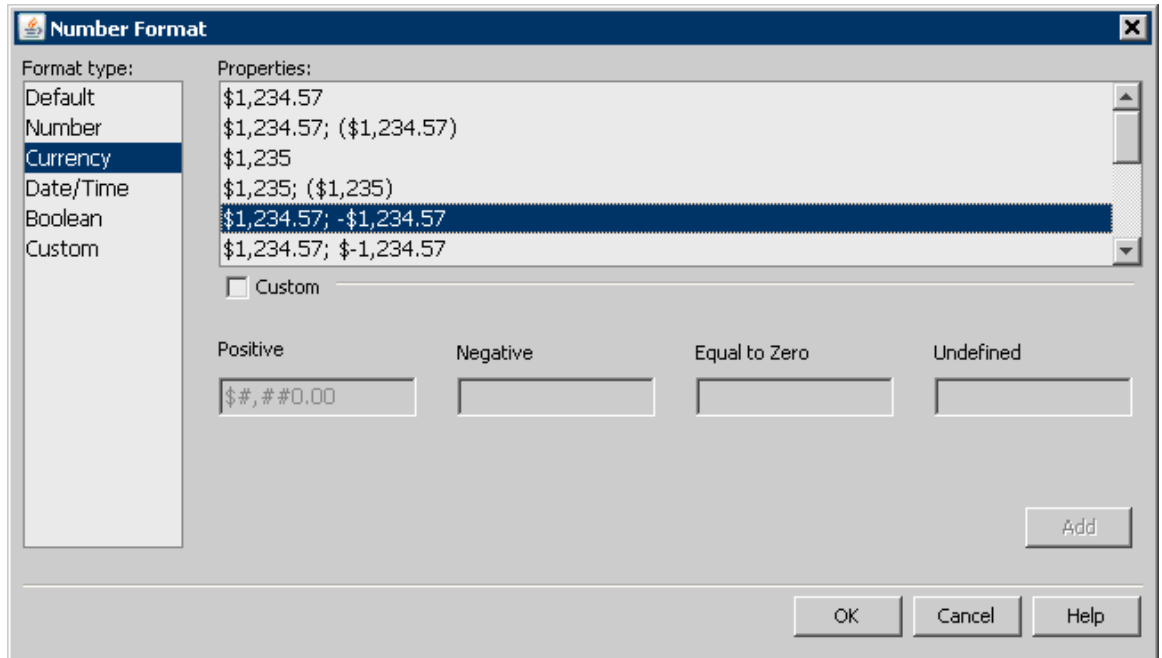 Number Format
Format type:
Default
Number
Currency
Date/Time
Boolean
Custom
Properties:
$1,234.57
$1,234.57; ($1,234.57)
$1,235
$1,235; ($1,235)
$1,234.57; -$1,234.57
$1,234.57; $-1,234.57
Custom
Positive Negative Equal to Zero Undefined
$#,##0.00
Add
OK Cancel Help